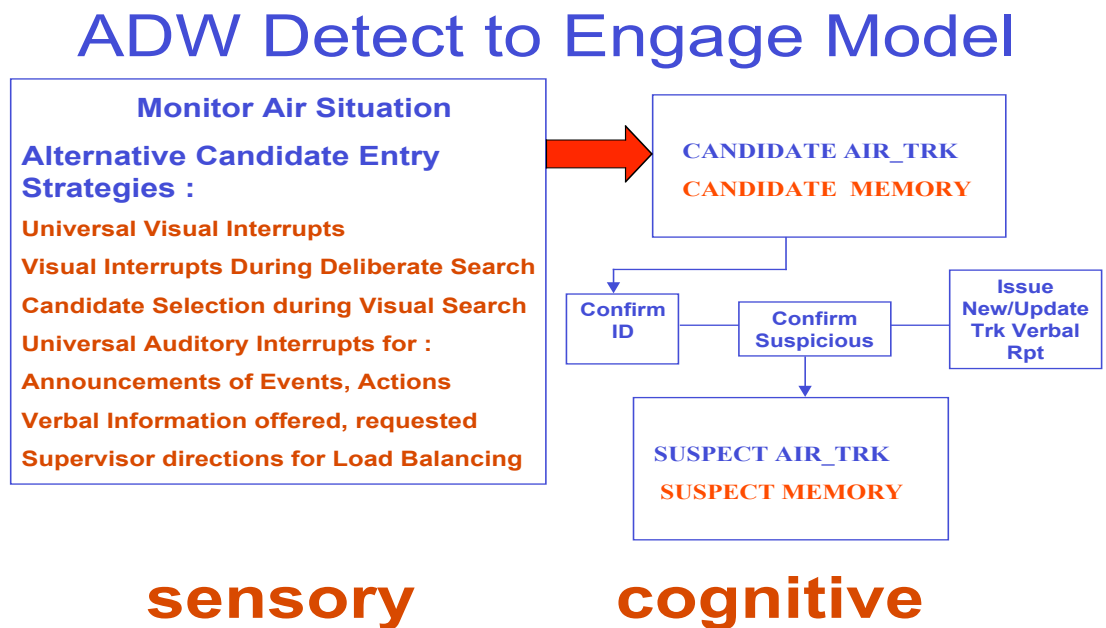 ADW Detect to Engage Model
Monitor Air Situation
Alternative Candidate Entry
Strategies :
Universal Visual Interrupts
Visual Interrupts During Deliberate Search
Candidate Selection during Visual Search
Universal Auditory Interrupts for :
Announcements of Events, Actions
Verbal Information offered, requested
Supervisor directions for Load Balancing
CANDIDATE AIR_TRK
CANDIDATE MEMORY
Confirm
ID
Confirm
Suspicious
Issue
New/Update
Trk Verbal
Rpt
SUSPECT AIR_TRK
SUSPECT MEMORY
sensory
cognitive